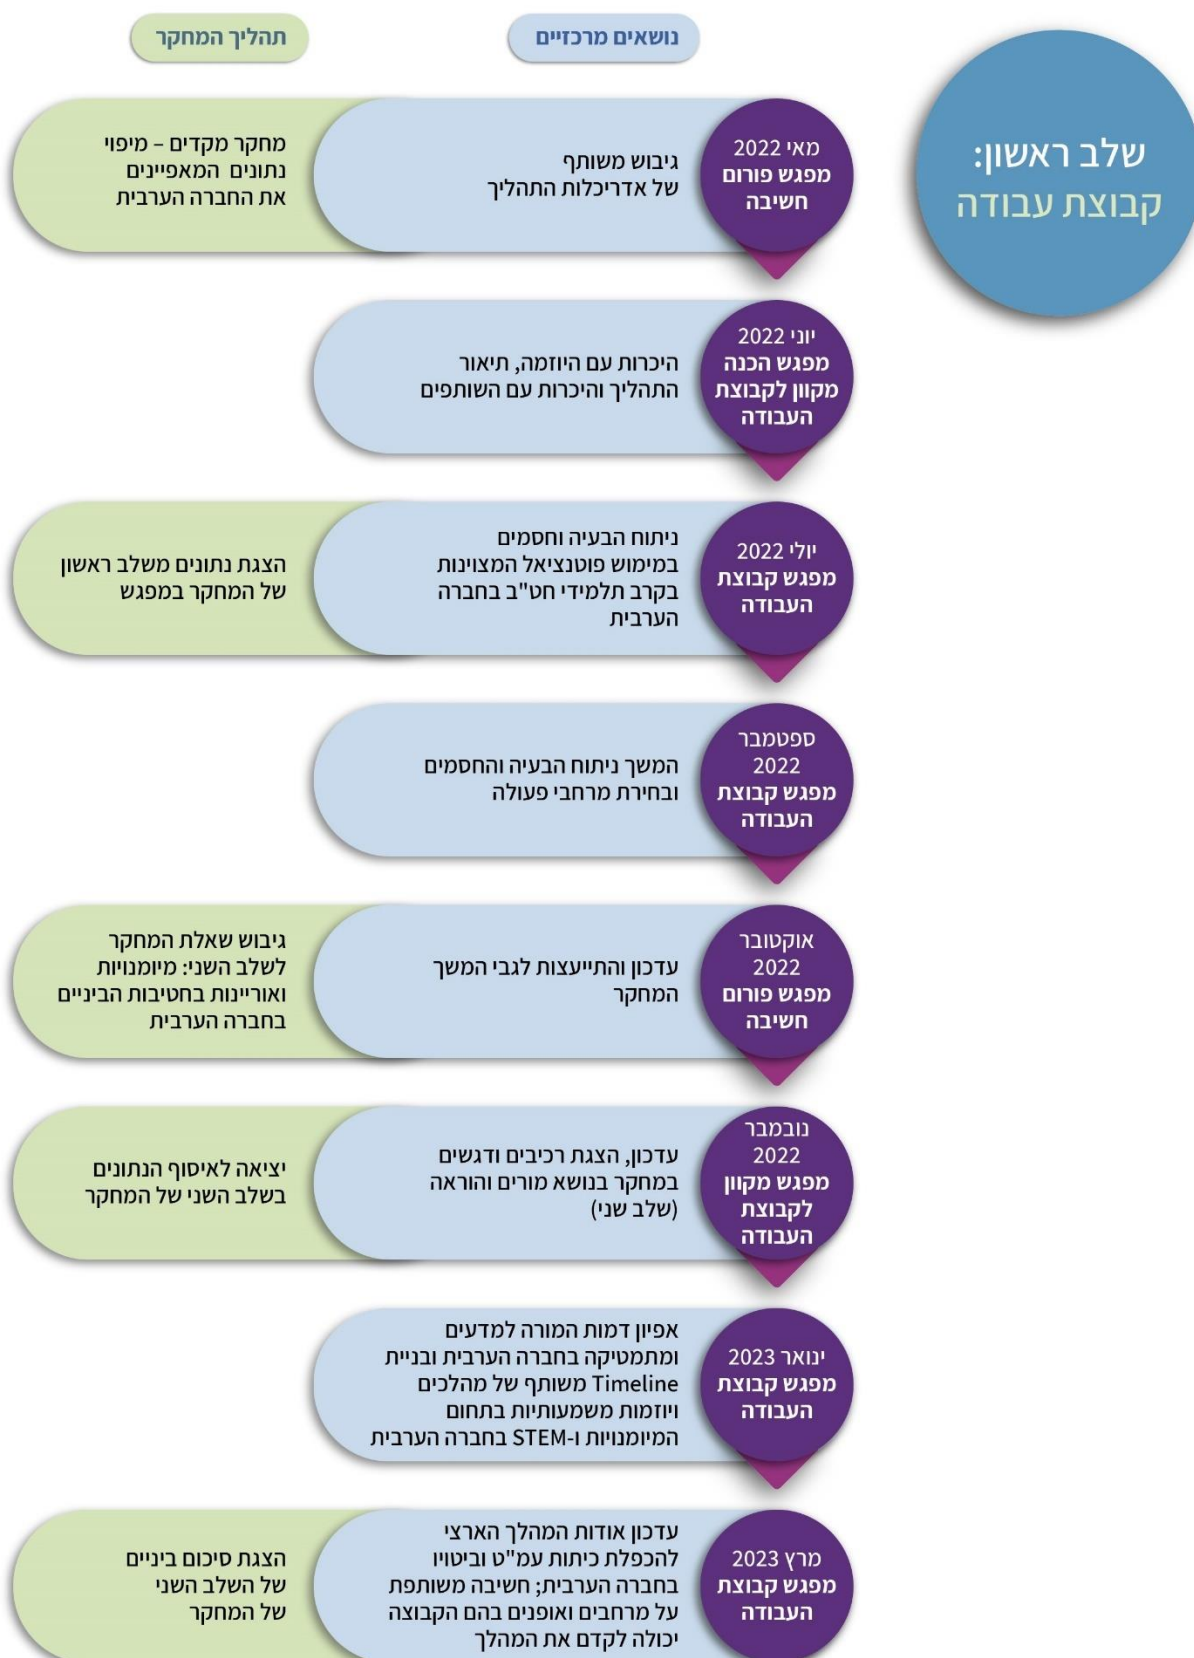 שלב ראשון:
קבוצת עבודה
נושאים מרכזיים
תהליך המחקר
מאי 2022
מפגש פורום
חשיבה
גיבוש משותף
של אדריכלות התהליך
מחקר מקדים – מיפוי
נתונים המאפיינים
את החברה הערבית
יוני 2022
מפגש הכנה
מקוון לקבוצת
העבודה
היכרות עם היוזמה, תיאור
התהליך והיכרות עם השותפים
יולי 2022
מפגש קבוצת
העבודה
ניתוח הבעיה וחסמים
במימוש פוטנציאל המצוינות
בקרב תלמידי חט"ב בחברה
הערבית
הצגת נתונים משלב ראשון
של המחקר במפגש
ספטמבר
2022
מפגש קבוצת
העבודה
המשך ניתוח הבעיה והחסמים
ובחירת מרחבי פעולה
אוקטובר
2022
מפגש פורום
חשיבה
עדכון והתייעצות לגבי המשך
המחקר
גיבוש שאלת המחקר
לשלב השני: מיומנויות
ואוריינות בחטיבות הביניים
בחברה הערבית
נובמבר
2022
מפגש מקוון
לקבוצת
העבודה
עדכון, הצגת רכיבים ודגשים
במחקר בנושא מורים והוראה
(שלב שני)
יציאה לאיסוף הנתונים
בשלב השני של המחקר
ינואר 2023
מפגש קבוצת
העבודה
אפיון דמות המורה למדעים
ומתמטיקה בחברה הערבית ובניית
Timeline משותף של מהלכים
ויוזמות משמעותיות בתחום
המיומנויות ו-STEM בחברה הערבית
מרץ 2023
מפגש קבוצת
העבודה
עדכון אודות המהלך הארצי
להכפלת כיתות עמ"ט וביטויו
בחברה הערבית; חשיבה משותפת
על מרחבים ואופנים בהם הקבוצה
יכולה לקדם את המהלך
הצגת סיכום ביניים
של השלב השני
של המחקר